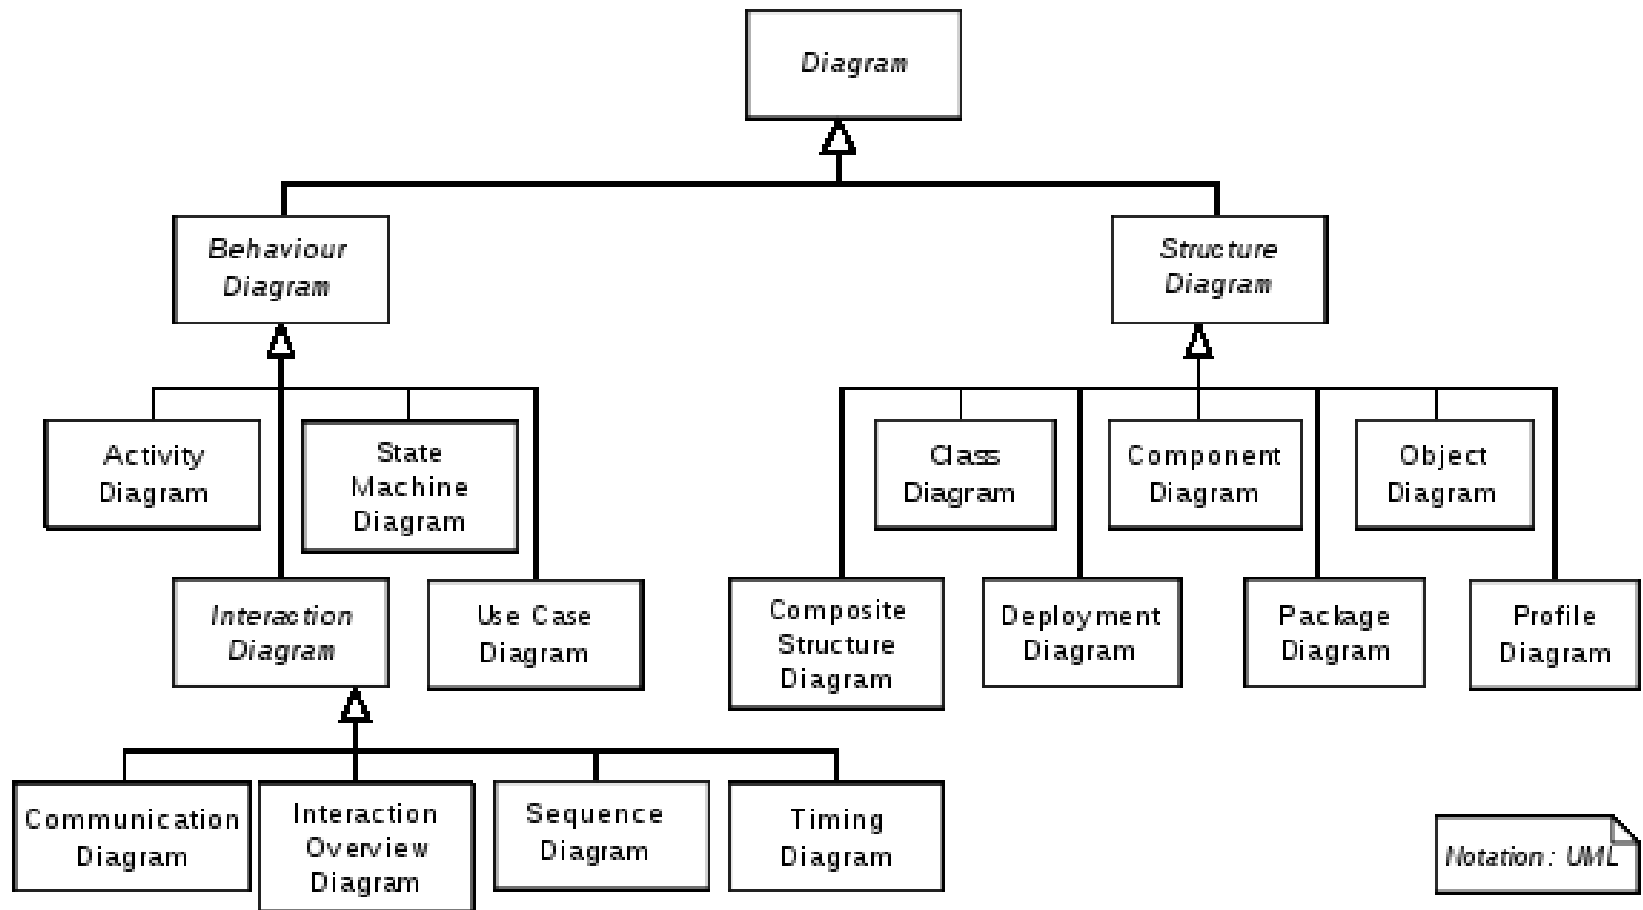 Diagram
Behaviour
Diagram
Structure
Diagram
Activity
Diagram
State
Machine
Diagram
Class
Diagram
Component
Diagram
Object
Diagram
Interaction
Diagram
Use Case
Diagram
Composite
Structure
Diagram
Deployment
Diagram
Package
Diagram
Profile
Diagram
Communication
Diagram
Interaction
Overview
Diagram
Sequence
Diagram
Timing
Diagram
Notation: UML